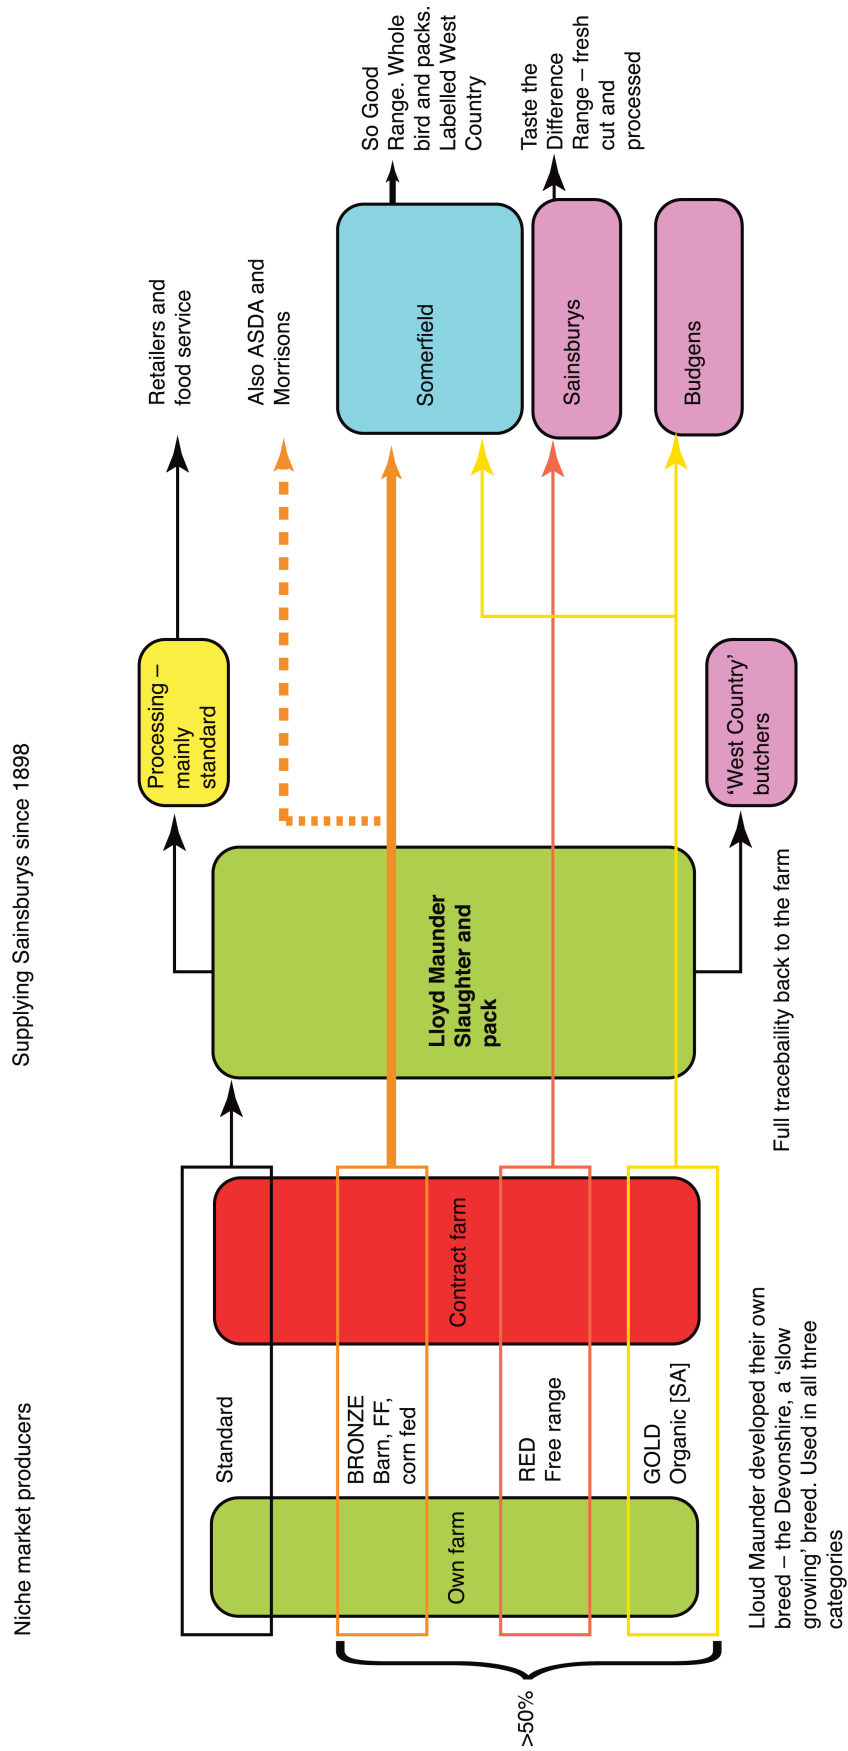 Niche market producers
Supplying Sainsburys since 1898
Standard
BRONZE
Barn, FF,
corn fed
RED
Free range
GOLD
Organic [SA]
Own farm
Contract farm
>50%
Lloud Maunder developed their own
breed – the Devonshire, a ‘slow
growing’ breed. Used in all three
categories
Lloyd Maunder
Slaughter and
pack
Full tracebaility back to the farm
Processing –
mainly
standard
‘West Country’
butchers
Retailers and
food service
Also ASDA and
Morrisons
Somerfield
Sainsburys
Budgens
So Good
Range. Whole
bird and packs.
Labelled West
Country
Taste the
Difference
Range – fresh
cut and
processed